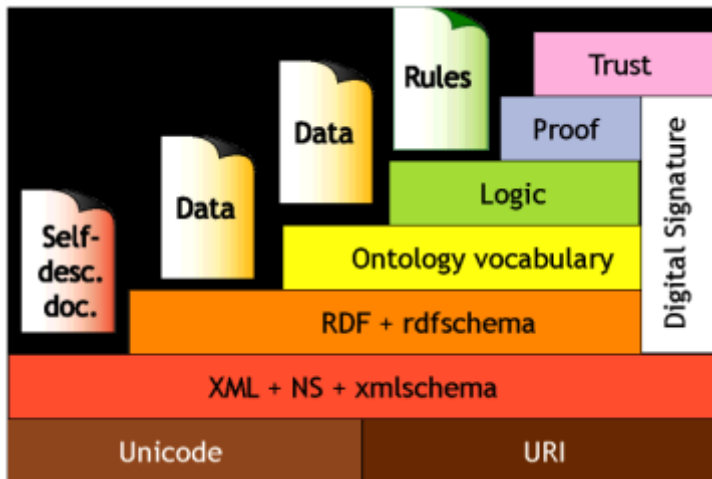 Rules
Trust
Data
Proof
Data
Logic
Self-
desc.
doc.
Ontology vocabulary
Digital Signature
RDF + rdfschema
XML + NS + xmlschema
Unicode
URI